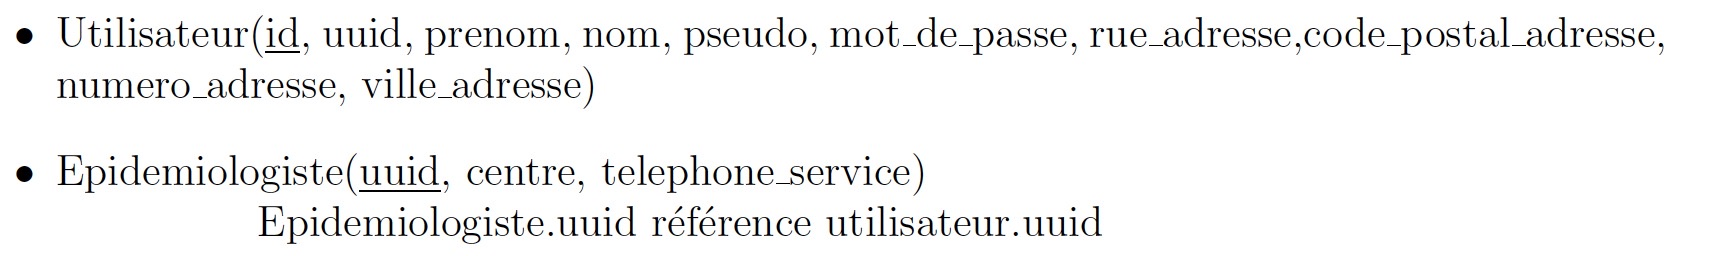 • Utilisateur(id, uuid, prenom, nom, pseudo, mot_de_passe, rue_adresse,code_postal_adresse,
numero_adresse, ville_adresse)
• Epidemiologiste(uuid, centre, telephone_service)
Epidemiologiste.uuid référence utilisateur.uuid